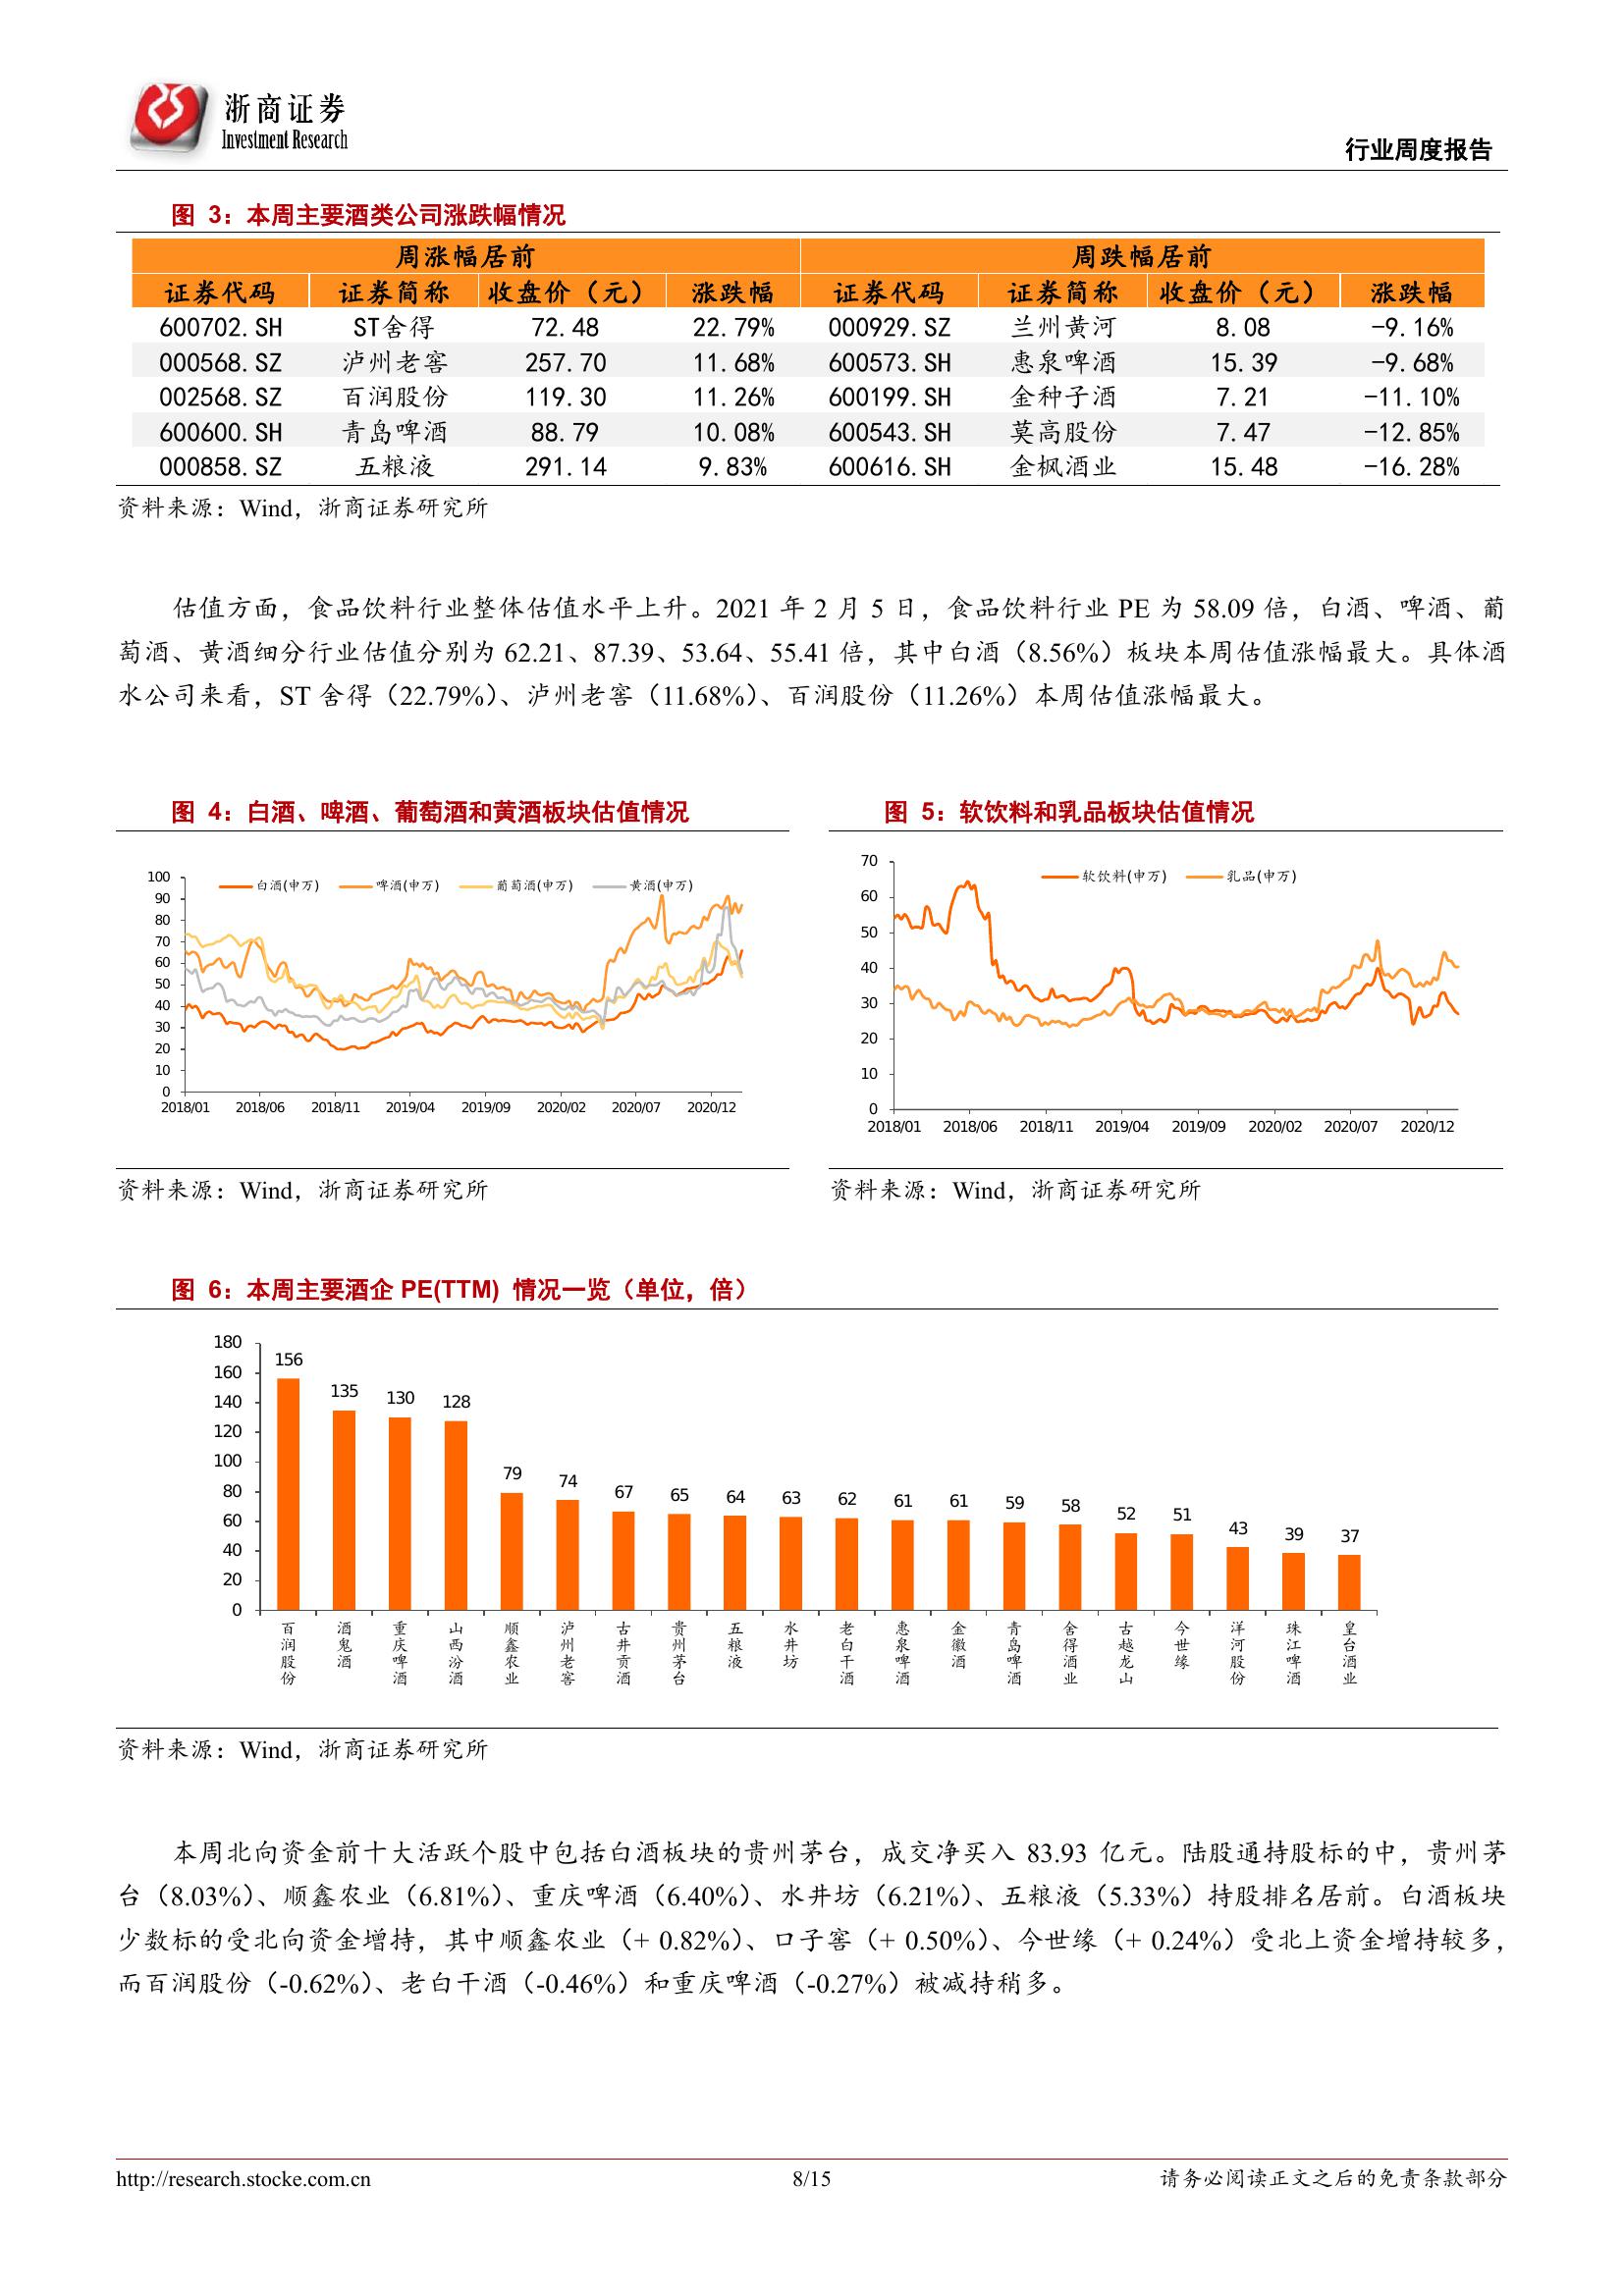 浙商证券
Investment Research
行业周度报告
图 3：本周主要酒类公司涨跌幅情况
周涨幅居前 周跌幅居前
证券代码 证券简称 收盘价（元） 涨跌幅 证券代码 证券简称 收盘价（元） 涨跌幅
600702.SH ST舍得 72.48 22.79% 000929.SZ 兰州黄河 8.08 -9.16%
000568.SZ 泸州老窖 257.70 11.68% 600573.SH 惠泉啤酒 15.39 -9.68%
002568.SZ 百润股份 119.30 11.26% 600199.SH 金种子酒 7.21 -11.10%
600600.SH 青岛啤酒 88.79 10.08% 600543.SH 莫高股份 7.47 -12.85%
000858.SZ 五粮液 291.14 9.83% 600616.SH 金枫酒业 15.48 -16.28%
资料来源：Wind，浙商证券研究所
估值方面，食品饮料行业整体估值水平上升。2021 年 2 月 5 日，食品饮料行业 PE 为 58.09 倍，白酒、啤酒、葡
萄酒、黄酒细分行业估值分别为 62.21、87.39、53.64、55.41 倍，其中白酒（8.56%）板块本周估值涨幅最大。具体酒
水公司来看，ST 舍得（22.79%）、泸州老窖（11.68%）、百润股份（11.26%）本周估值涨幅最大。
图 4：白酒、啤酒、葡萄酒和黄酒板块估值情况
白酒(申万) 啤酒(申万) 葡萄酒(申万) 黄酒(申万)
100
90
80
70
60
50
40
30
20
10
0
2018/01 2018/06 2018/11 2019/04 2019/09 2020/02 2020/07 2020/12
资料来源：Wind，浙商证券研究所
图 5：软饮料和乳品板块估值情况
软饮料(申万) 乳品(申万)
70
60
50
40
30
20
10
0
2018/01 2018/06 2018/11 2019/04 2019/09 2020/02 2020/07 2020/12
资料来源：Wind，浙商证券研究所
图 6：本周主要酒企 PE(TTM) 情况一览（单位，倍）
180
160
140
120
100
80
60
40
20
0
156 135 130 128 79 74 67 65 64 63 62 61 61 59 58 52 51 43 39 37
百润股份 酒鬼酒 重庆啤酒 山西汾酒 顺鑫农业 泸州老窖 古井贡酒 贵州茅台 五粮液 水井坊 老白干酒 惠泉啤酒 金徽酒 青岛啤酒 舍得酒业 古越龙山 今世缘 洋河股份 珠江啤酒 皇台酒业
资料来源：Wind，浙商证券研究所
本周北向资金前十大活跃个股中包括白酒板块的贵州茅台，成交净买入 83.93 亿元。陆股通持股标的中，贵州茅
台（8.03%）、顺鑫农业（6.81%）、重庆啤酒（6.40%）、水井坊（6.21%）、五粮液（5.33%）持股排名居前。白酒板块
少数标的受北向资金增持，其中顺鑫农业（+ 0.82%）、口子窖（+ 0.50%）、今世缘（+ 0.24%）受北上资金增持较多，
而百润股份（-0.62%）、老白干酒（-0.46%）和重庆啤酒（-0.27%）被减持稍多。
http://research.stocke.com.cn 8/15 请务必阅读正文之后的免责条款部分